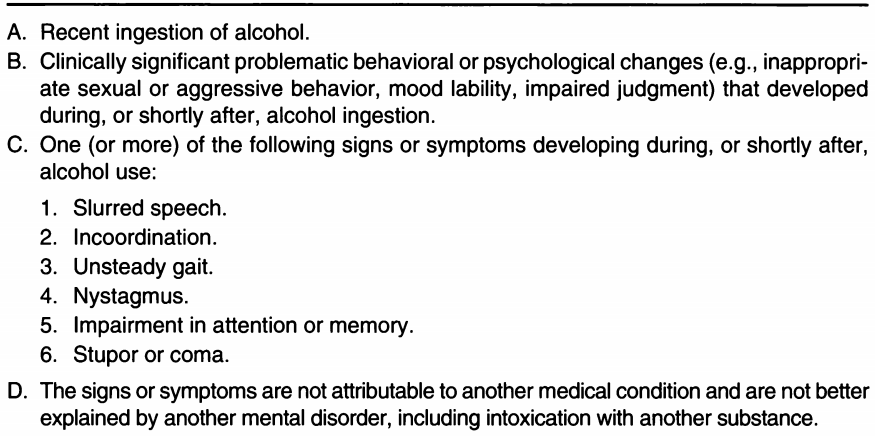 A. Recent ingestion of alcohol.
B. Clinically significant problematic behavioral or psychological changes (e.g., inappropri-
ate sexual or aggressive behavior, mood lability, impaired judgment) that developed
during, or shortly after, alcohol ingestion.
C. One (or more) of the following signs or symptoms developing during, or shortly after,
alcohol use:
1. Slurred speech.
2. Incoordination.
3. Unsteady gait.
4. Nystagmus.
5. Impairment in attention or memory.
6. Stupor or coma.
D. The signs or symptoms are not attributable to another medical condition and are not better
explained by another mental disorder, including intoxication with another substance.